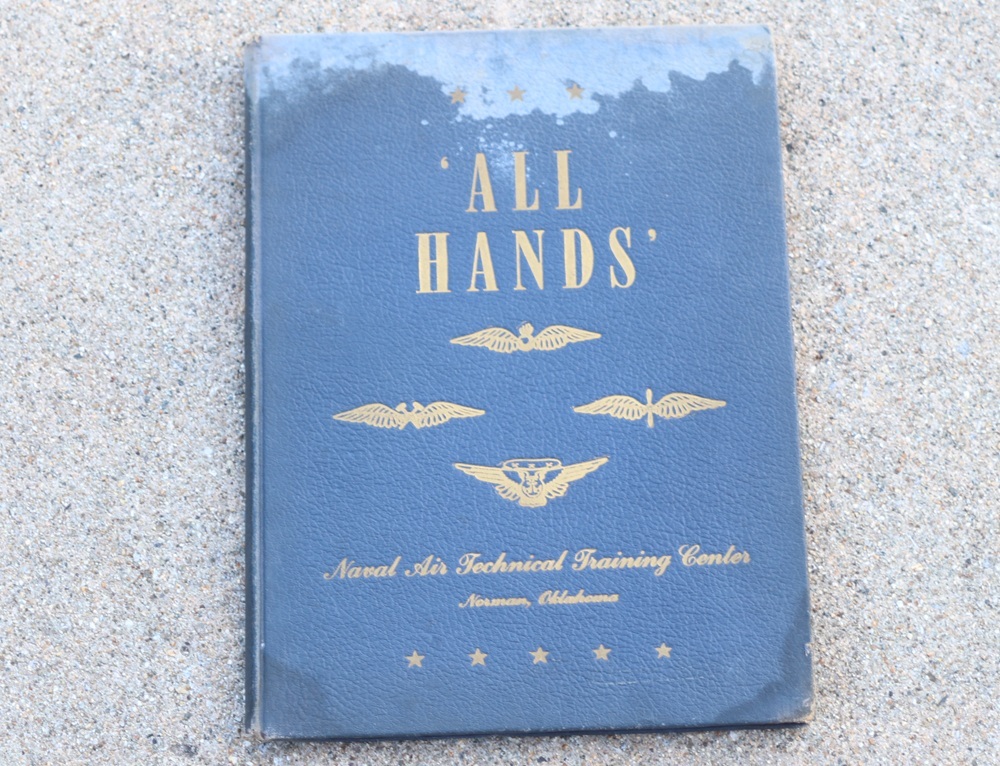 ‘ALL
HANDS’
Naval Air Technical Training Center
Norman, Oklahoma